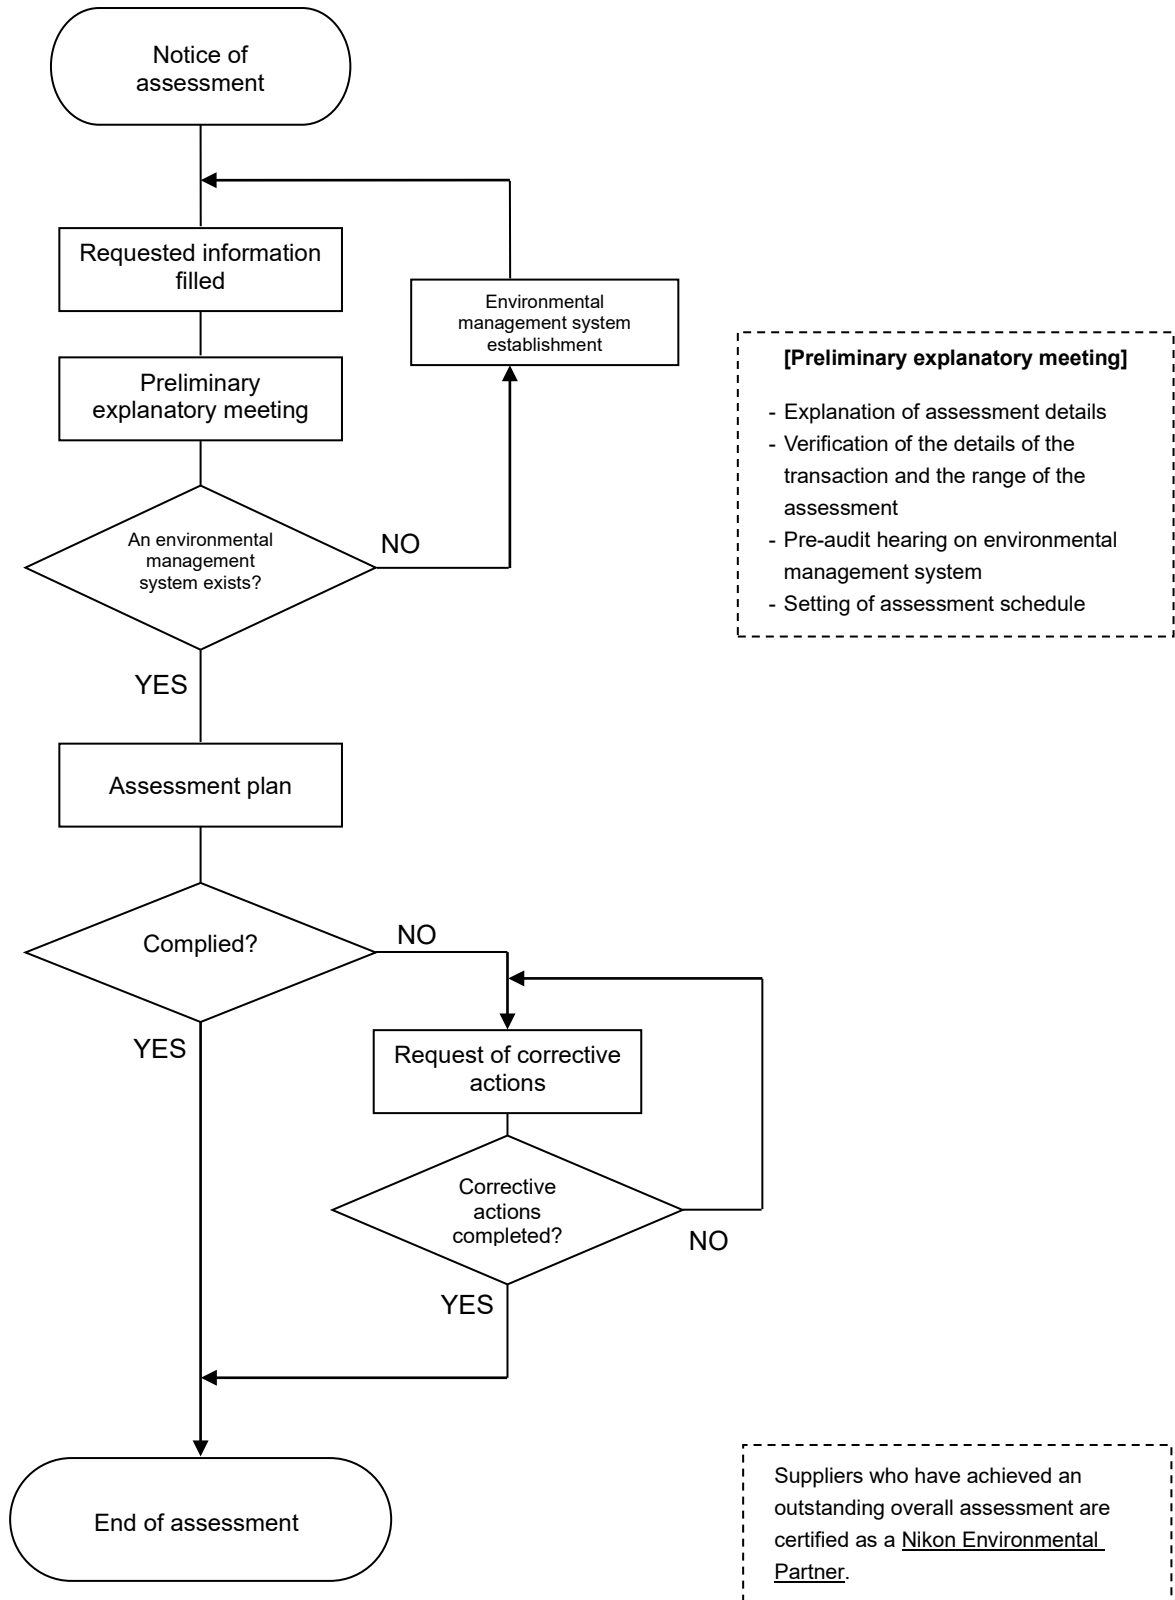 Notice of
assessment
Requested information
filled
Environmental
management system
establishment
Preliminary
explanatory meeting
[Preliminary explanatory meeting]
- Explanation of assessment details
- Verification of the details of the
transaction and the range of the
assessment
- Pre-audit hearing on environmental
management system
- Setting of assessment schedule
An environmental
management
system exists?
NO
YES
Assessment plan
Complied?
NO
YES
Request of corrective
actions
Corrective
actions
completed?
NO
YES
End of assessment
Suppliers who have achieved an
outstanding overall assessment are
certified as a Nikon Environmental
Partner.